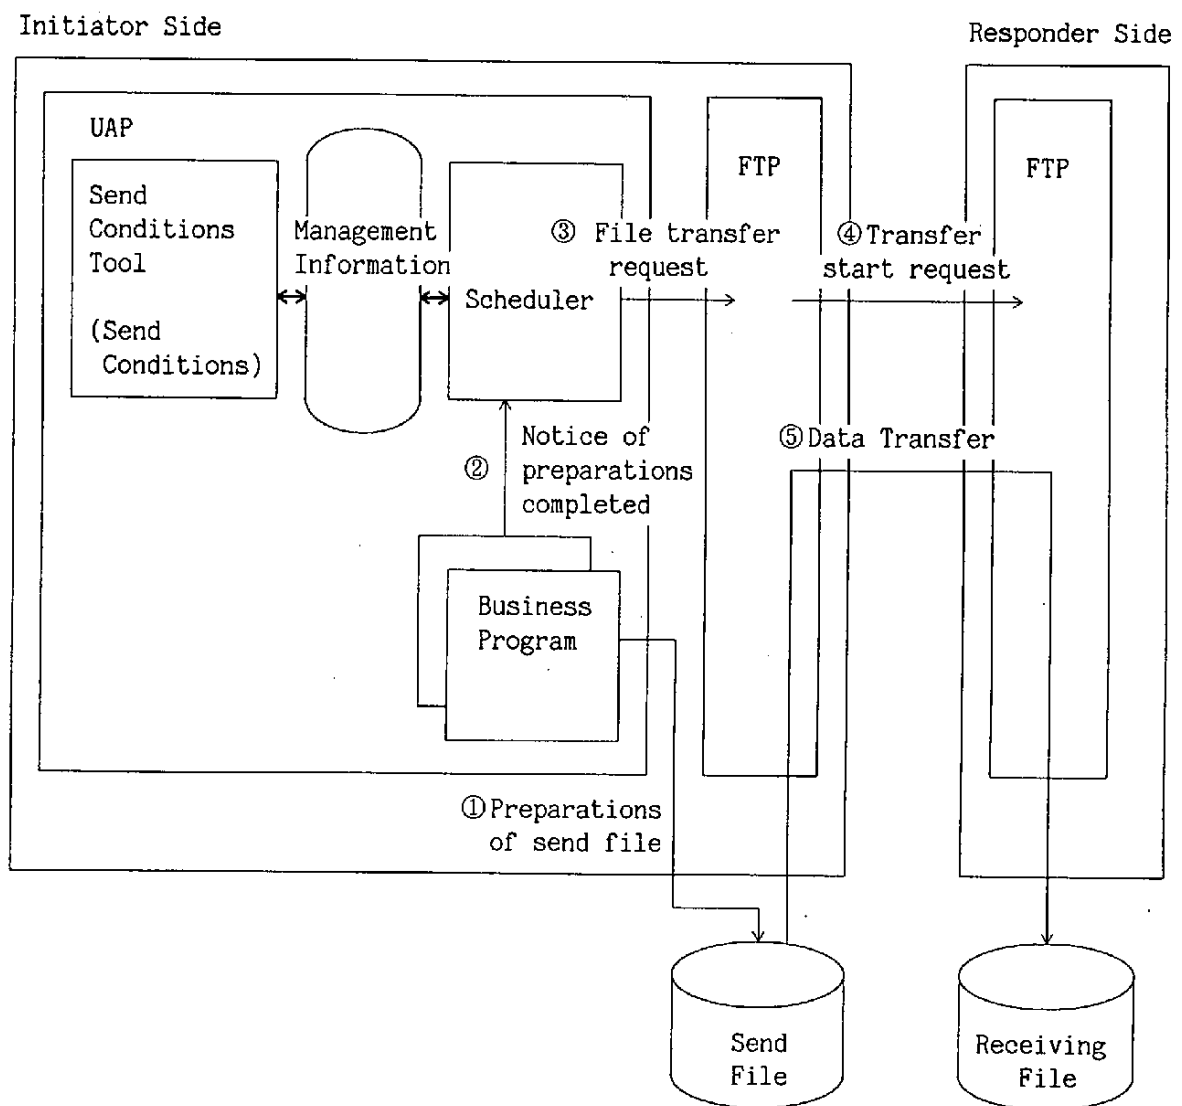 Initiator Side
Responder Side
UAP
Send
Conditions
Tool
(Send
Conditions)
Management
Information
Scheduler
③ File transfer
request
FTP
④Transfer
start request
FTP
②
Notice of
preparations
completed
⑤Data Transfer
Business
Program
①Preparations
of send file
Send
File
Receiving
File